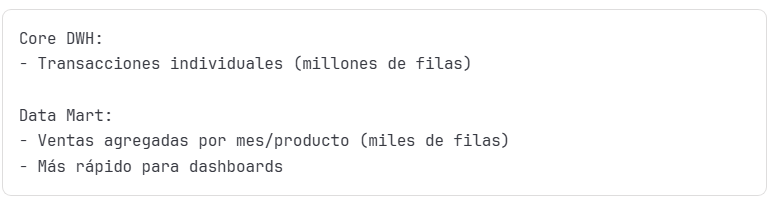 Core DWH:
- Transacciones individuales (millones de filas)
Data Mart:
- Ventas agregadas por mes/producto (miles de filas)
- Más rápido para dashboards